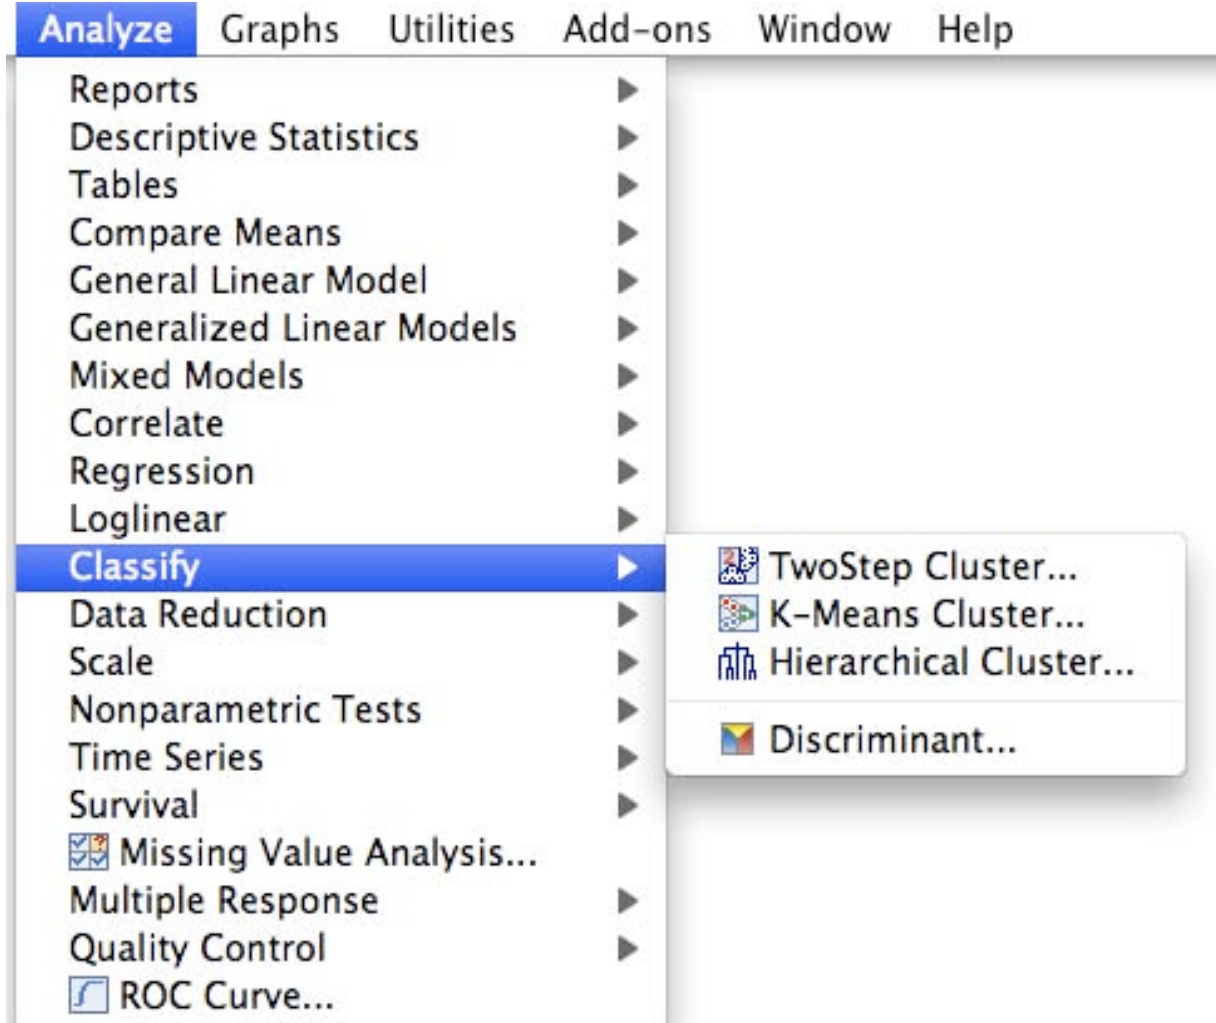 Analyze Graphs Utilities Add-ons Window Help
Reports
Descriptive Statistics
Tables
Compare Means
General Linear Model
Generalized Linear Models
Mixed Models
Correlate
Regression
Loglinear
Classify
TwoStep Cluster...
K-Means Cluster...
Hierarchical Cluster...
Discriminant...
Data Reduction
Scale
Nonparametric Tests
Time Series
Survival
Missing Value Analysis...
Multiple Response
Quality Control
ROC Curve...